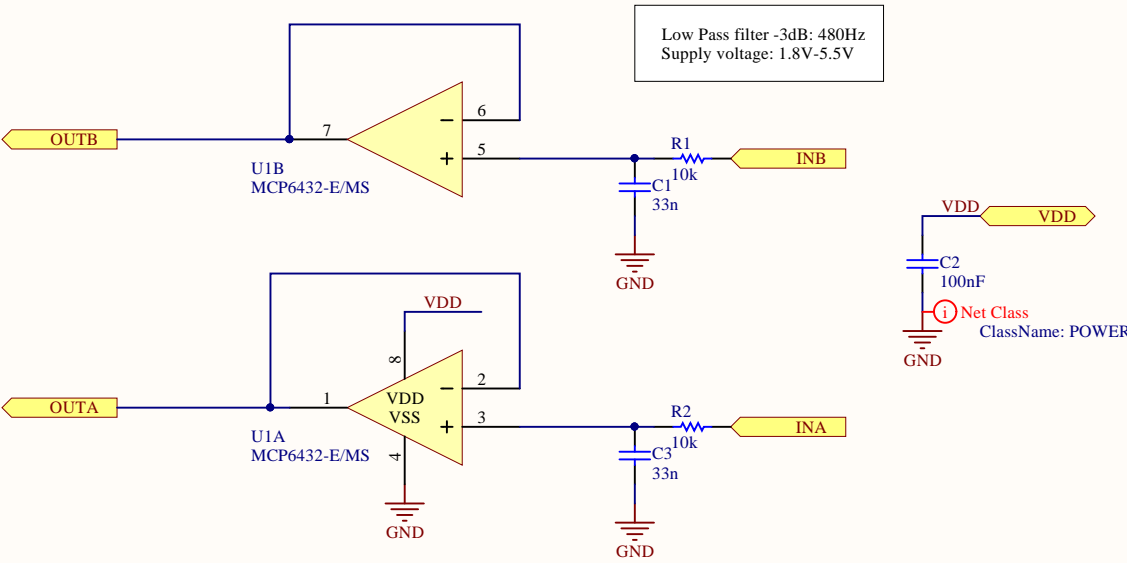 Low Pass filter -3dB: 480Hz
Supply voltage: 1.8V-5.5V
OUTB
7
6
5
U1B
MCP6432-E/MS
R1
10k
INB
C1
33n
GND
VDD
VDD
C2
100nF
i Net Class
ClassName: POWER
GND
VDD
8
OUTA
1
VDD
VSS
2
3
4
U1A
MCP6432-E/MS
GND
R2
10k
INA
C3
33n
GND